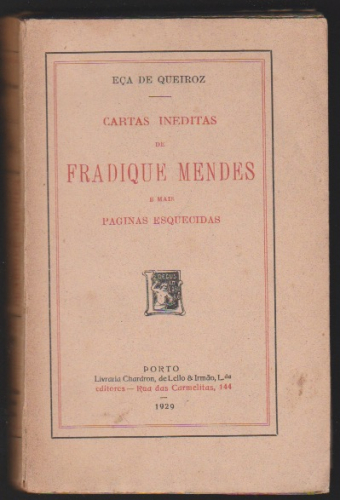 EÇA DE QUEIROZ
CARTAS INEDITAS
DE
FRADIQUE MENDES
E MAIS
PAGINAS ESQUECIDAS
PORTO
Livraria Chardron, de Lello & Irmão, L.da
editores — Rua das Carmelitas, 144
1929